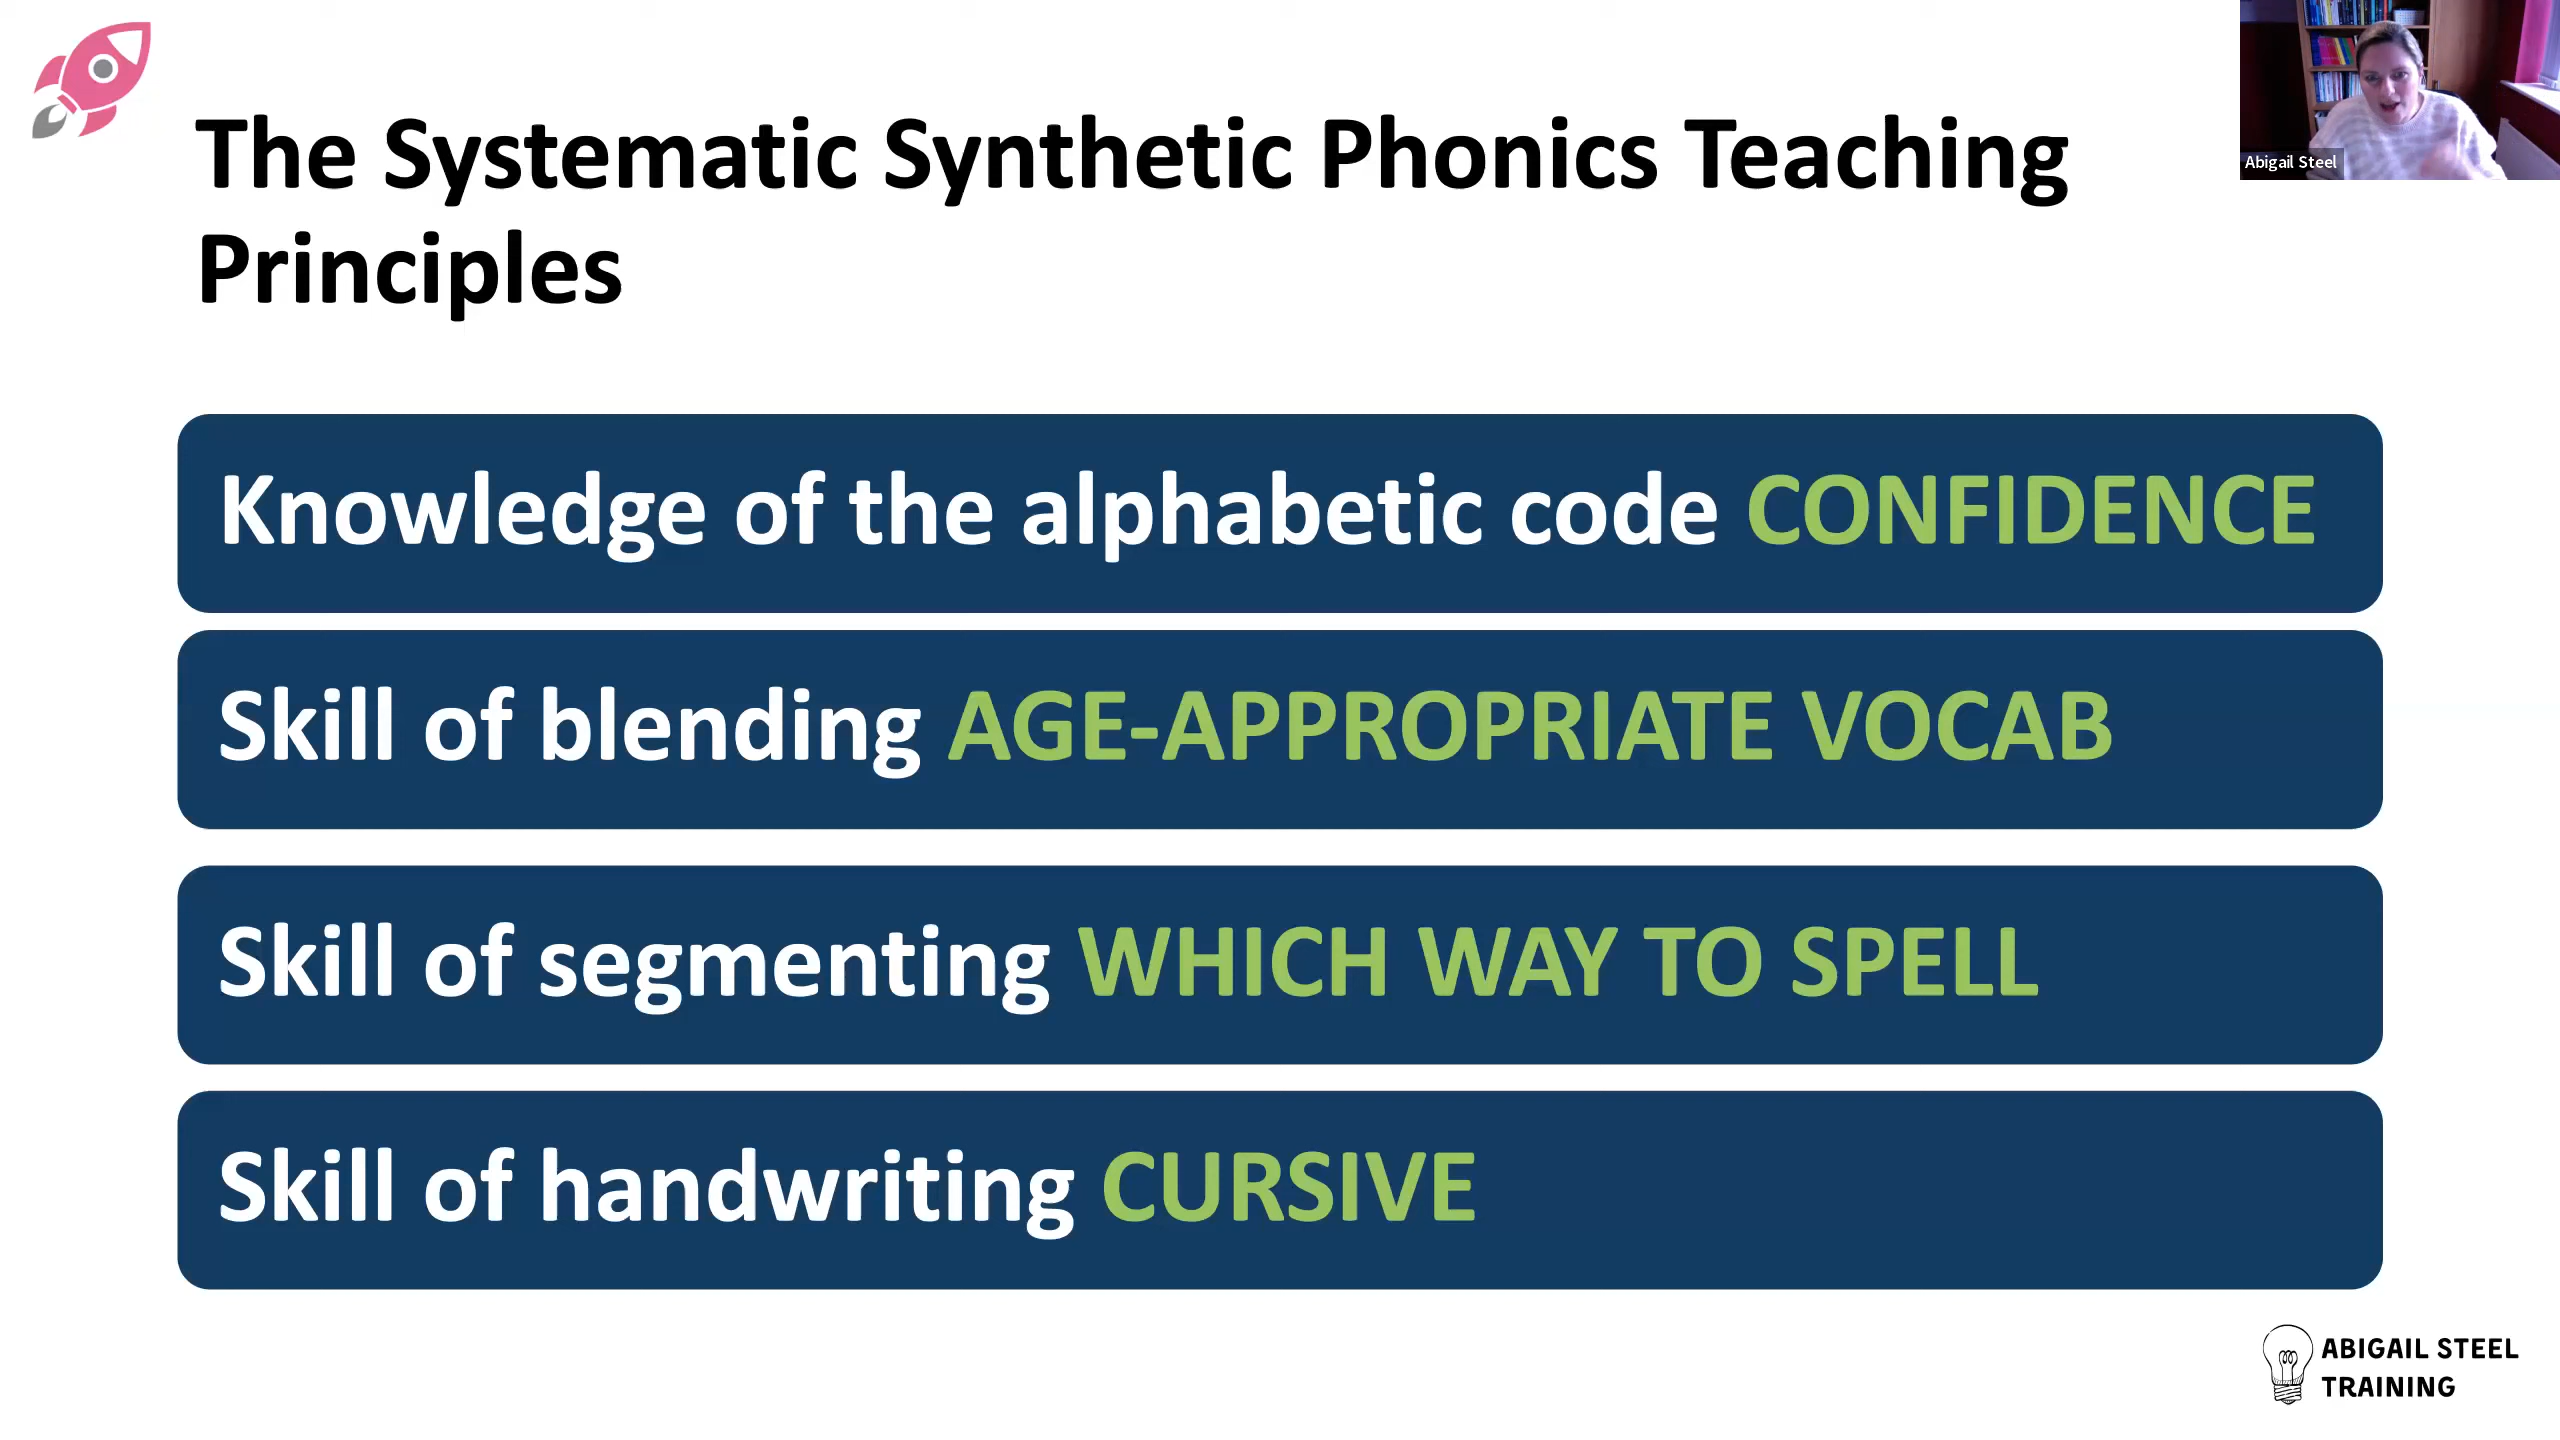 The Systematic Synthetic Phonics Teaching
Principles
Abigail Steel
Knowledge of the alphabetic code CONFIDENCE
Skill of blending AGE-APPROPRIATE VOCAB
Skill of segmenting WHICH WAY TO SPELL
Skill of handwriting CURSIVE
ABIGAIL STEEL
TRAINING